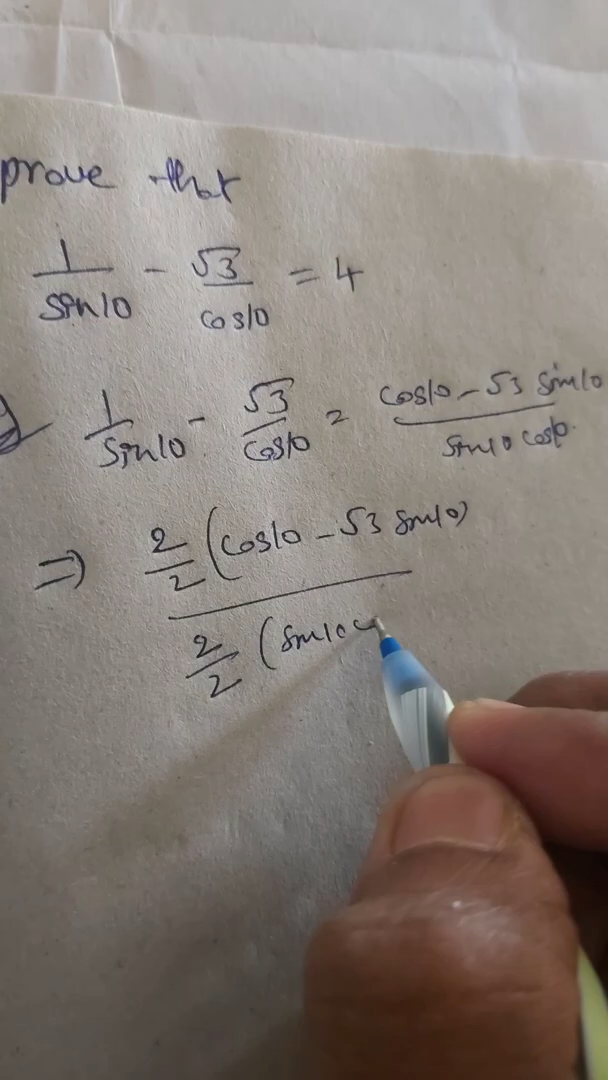 prove that
1/sin10 - √3/cos10 = 4
1/sin10 - √3/cos10 = cos10 - √3 sin10/sin10 cos10.
=> 2/2 (cos10 - √3 sin10)
2/2 (sin10 c